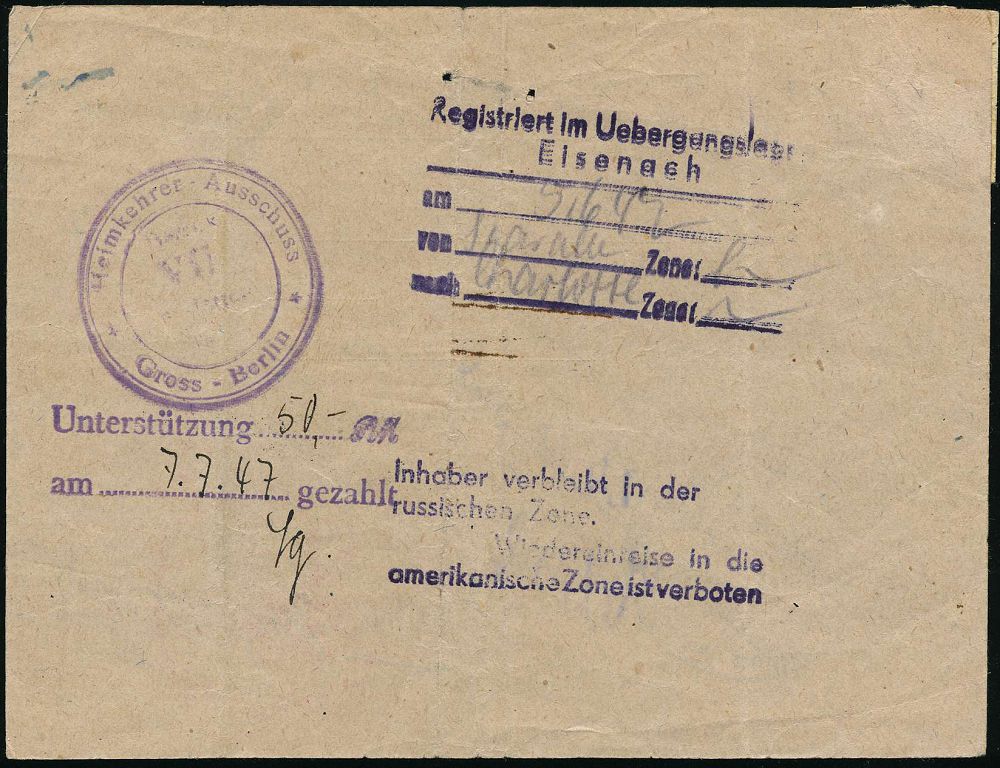 Registriert im Uebergangslager
Eisenach
am
von Zone:
nach Charlotte Zone:
Heimkehrer - Ausschuss
Gross - Berlin
Unterstützung 50,- RM
am 7.7.47 gezahlt
Inhaber verbleibt in der
russischen Zone.
Wiedereinreise in die
amerikanische Zone ist verboten